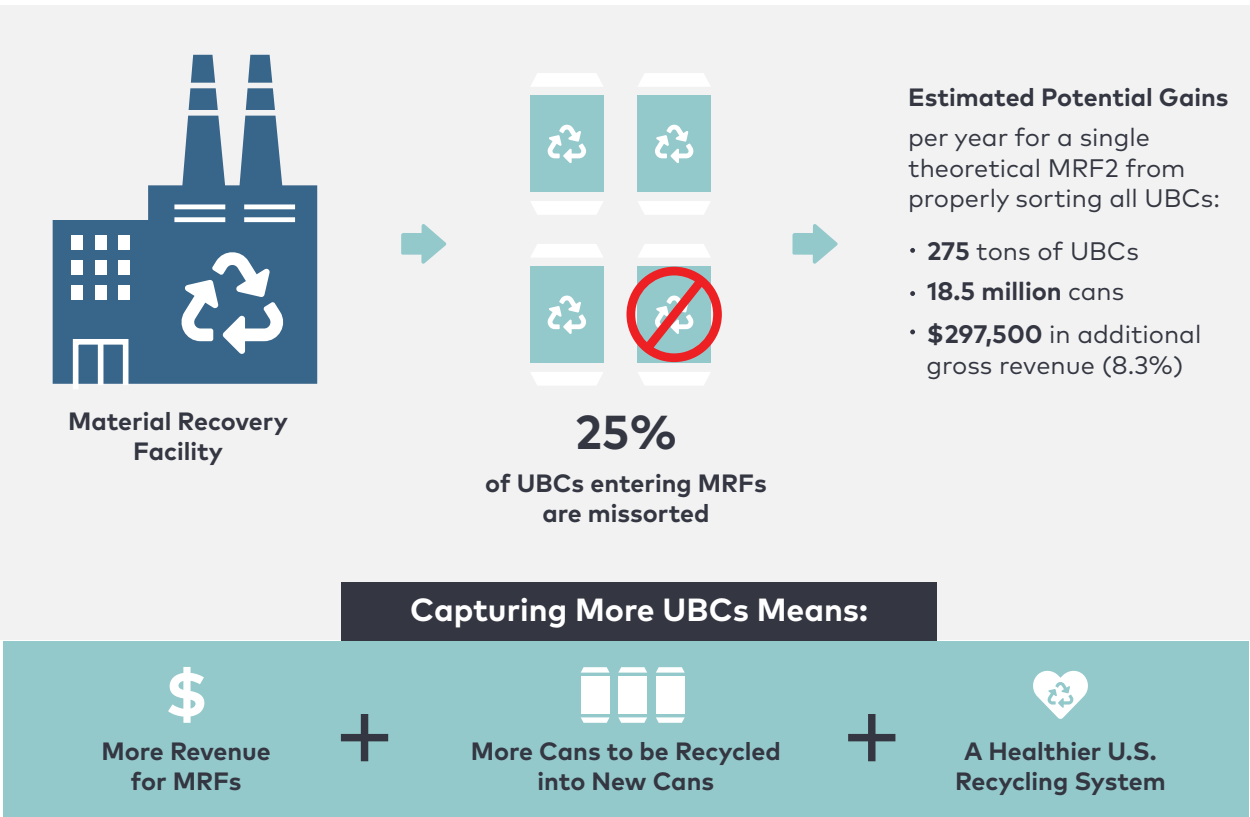 Material Recovery
Facility
25%
of UBCs entering MRFs
are missorted
Estimated Potential Gains
per year for a single
theoretical MRF2 from
properly sorting all UBCs:
· 275 tons of UBCs
· 18.5 million cans
· $297,500 in additional
gross revenue (8.3%)
Capturing More UBCs Means:
$
More Revenue
for MRFs
+
More Cans to be Recycled
into New Cans
+
A Healthier U.S.
Recycling System